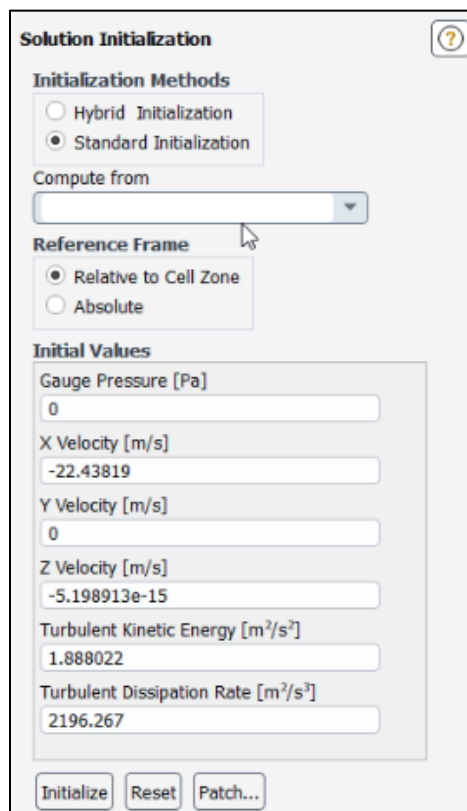 Solution Initialization
?
Initialization Methods
Hybrid Initialization
Standard Initialization
Compute from
Reference Frame
Relative to Cell Zone
Absolute
Initial Values
Gauge Pressure [Pa]
0
X Velocity [m/s]
-22.43819
Y Velocity [m/s]
0
Z Velocity [m/s]
-5.198913e-15
Turbulent Kinetic Energy [m²/s²]
1.888022
Turbulent Dissipation Rate [m²/s³]
2196.267
Initialize Reset Patch...